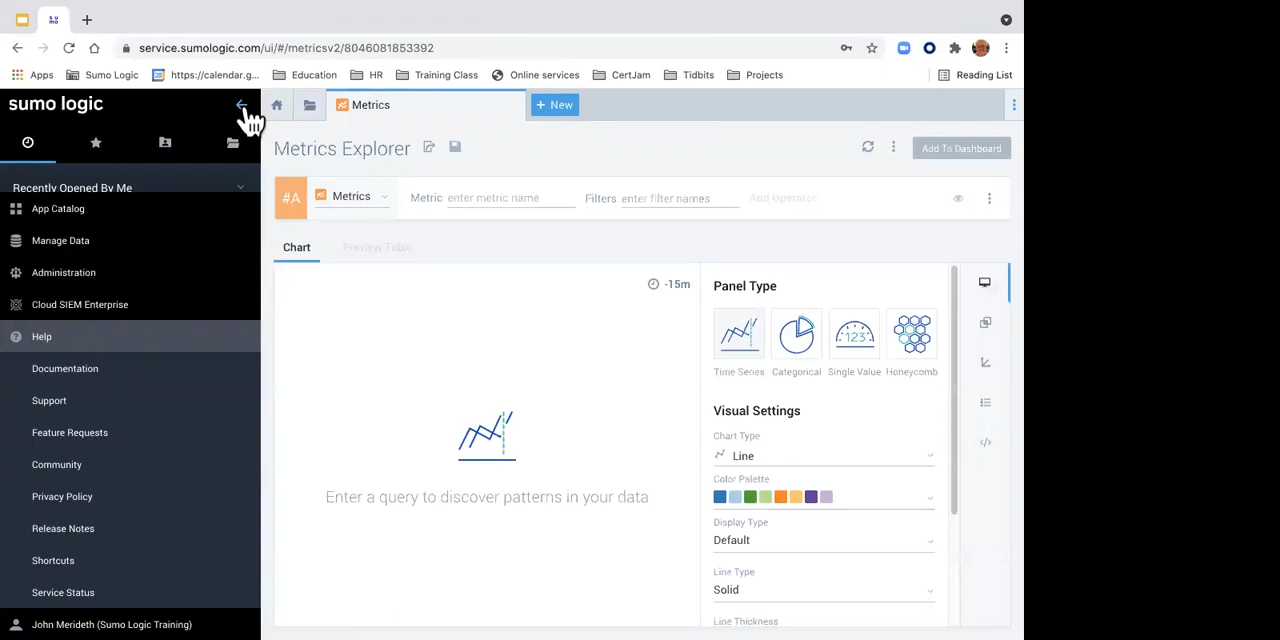 service.sumologic.com/ui/#/metricsv2/8046081853392
Apps
Sumo Logic
https://calendar.g...
Education
HR
Training Class
Online services
CertJam
Tidbits
Projects
Reading List
sumo logic
Metrics
+ New
Metrics Explorer
Add To Dashboard
Recently Opened By Me
#A
Metrics
Metric enter metric name
Filters enter filter names
Add Operator
App Catalog
Manage Data
Administration
Cloud SIEM Enterprise
Help
Documentation
Support
Feature Requests
Community
Privacy Policy
Release Notes
Shortcuts
Service Status
John Merideth (Sumo Logic Training)
Chart
Preview Table
-15m
Enter a query to discover patterns in your data
Panel Type
123
Time Series
Categorical
Single Value
Honeycomb
Visual Settings
Chart Type
Line
Color Palette
Display Type
Default
Line Type
Solid
Line Thickness